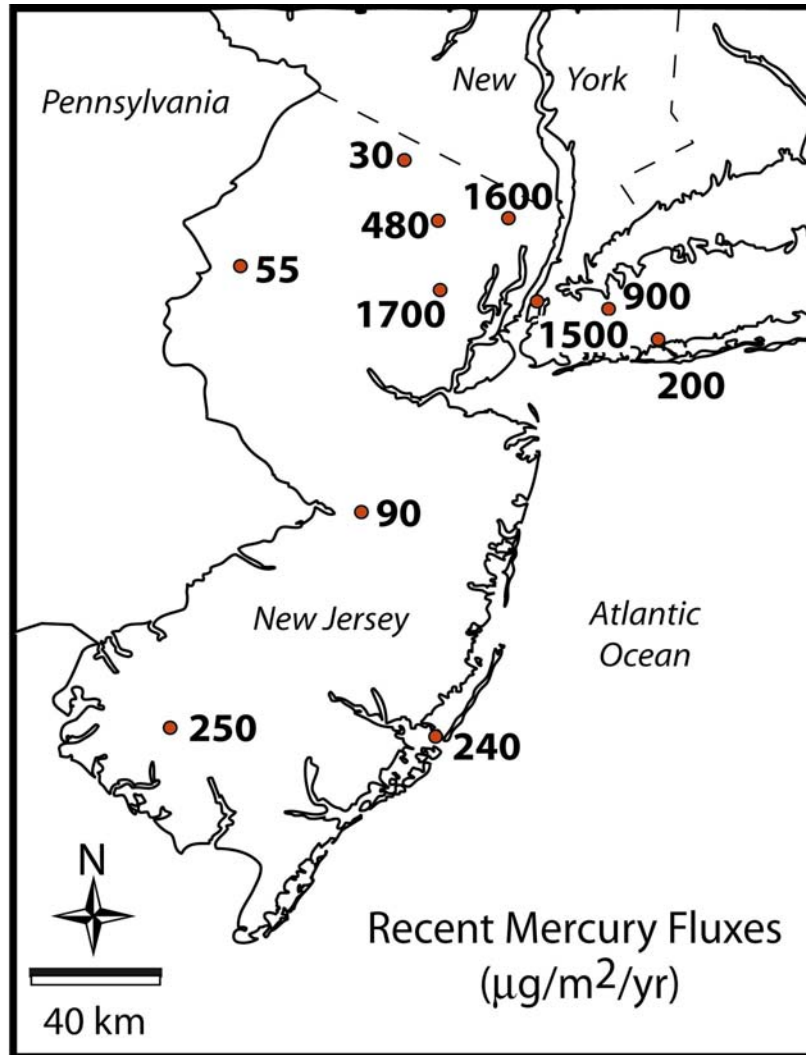 New York
Pennsylvania
30
1600
480
55
900
1700
1500
200
90
New Jersey
Atlantic
Ocean
250
240
N
Recent Mercury Fluxes
(µg/m²/yr)
40 km